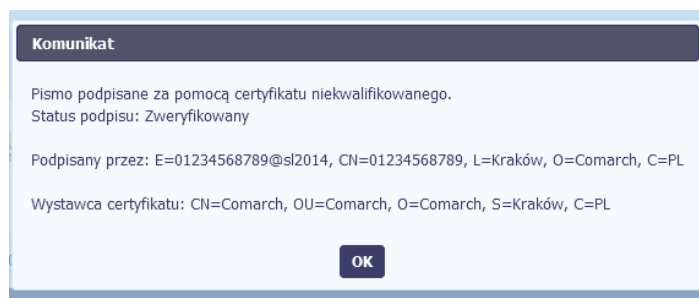 Komunikat
Pismo podpisane za pomocą certyfikatu niekwalifikowanego.
Status podpisu: Zweryfikowany
Podpisany przez: E=01234568789@sl2014, CN=01234568789, L=Kraków, O=Comarch, C=PL
Wystawca certyfikatu: CN=Comarch, OU=Comarch, O=Comarch, S=Kraków, C=PL
OK